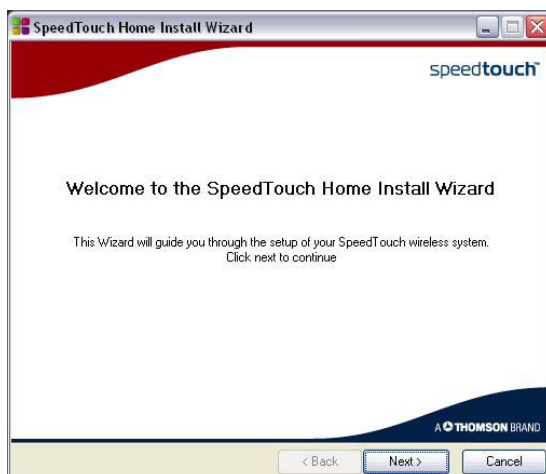 SpeedTouch Home Install Wizard
speedtouch™
Welcome to the SpeedTouch Home Install Wizard
This Wizard will guide you through the setup of your SpeedTouch wireless system.
Click next to continue
A THOMSON BRAND
< Back Next > Cancel